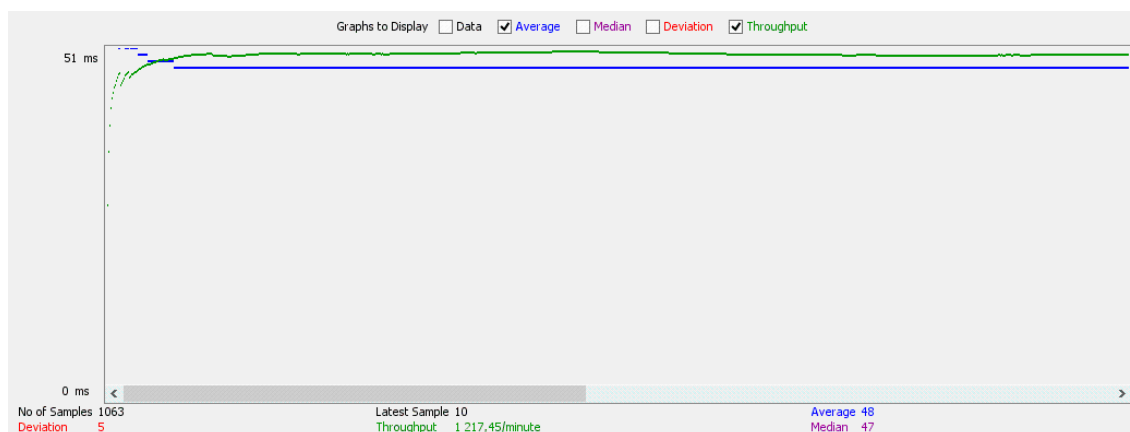 Graphs to Display Data Average Median Deviation Throughput
51 ms
0 ms
No of Samples 1063 Latest Sample 10 Average 48
Deviation 5 Throughput 1 217,45/minute Median 47